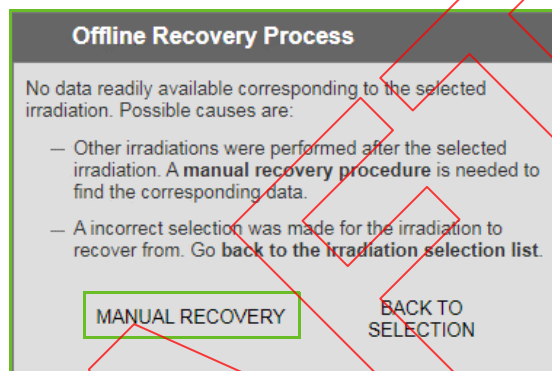 Offline Recovery Process
No data readily available corresponding to the selected
irradiation. Possible causes are:
— Other irradiations were performed after the selected
irradiation. A manual recovery procedure is needed to
find the corresponding data.
— A incorrect selection was made for the irradiation to
recover from. Go back to the irradiation selection list.
MANUAL RECOVERY
BACK TO
SELECTION